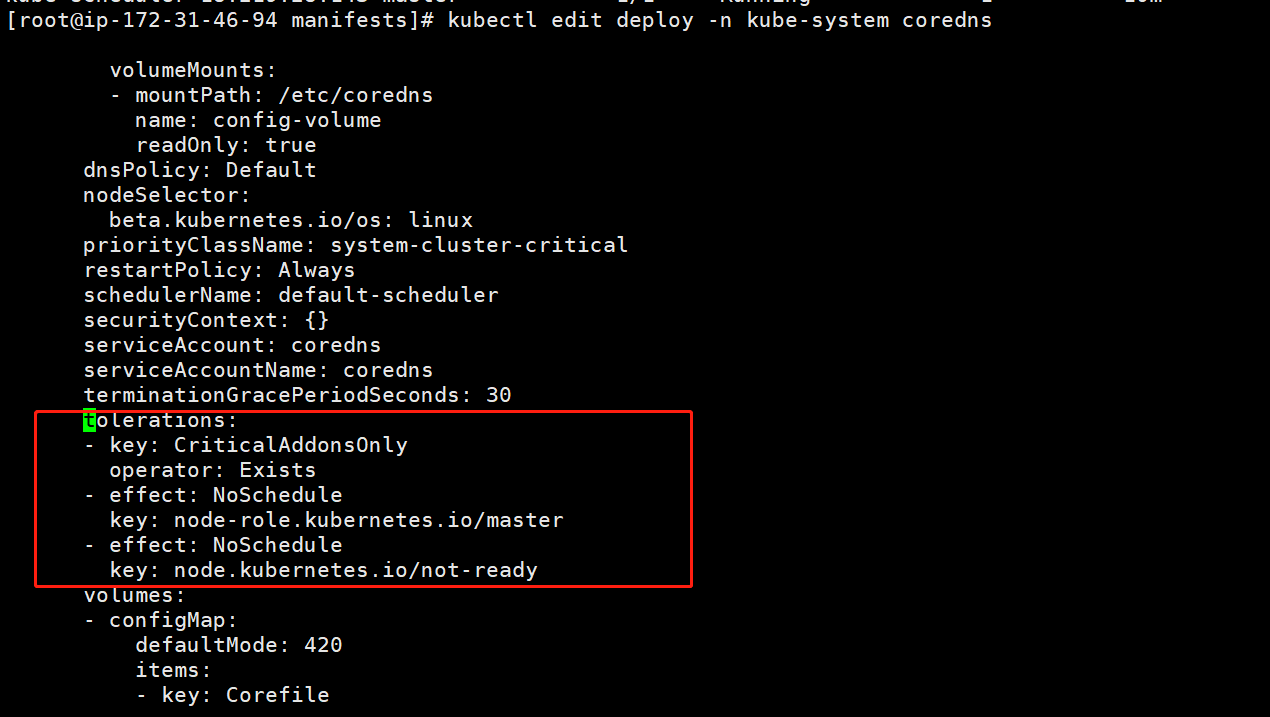 [root@ip-172-31-46-94 manifests]# kubectl edit deploy -n kube-system coredns
volumeMounts:
- mountPath: /etc/coredns
name: config-volume
readOnly: true
dnsPolicy: Default
nodeSelector:
beta.kubernetes.io/os: linux
priorityClassName: system-cluster-critical
restartPolicy: Always
schedulerName: default-scheduler
securityContext: {}
serviceAccount: coredns
serviceAccountName: coredns
terminationGracePeriodSeconds: 30
tolerations:
- key: CriticalAddonsOnly
operator: Exists
- effect: NoSchedule
key: node-role.kubernetes.io/master
- effect: NoSchedule
key: node.kubernetes.io/not-ready
volumes:
- configMap:
defaultMode: 420
items:
- key: Corefile